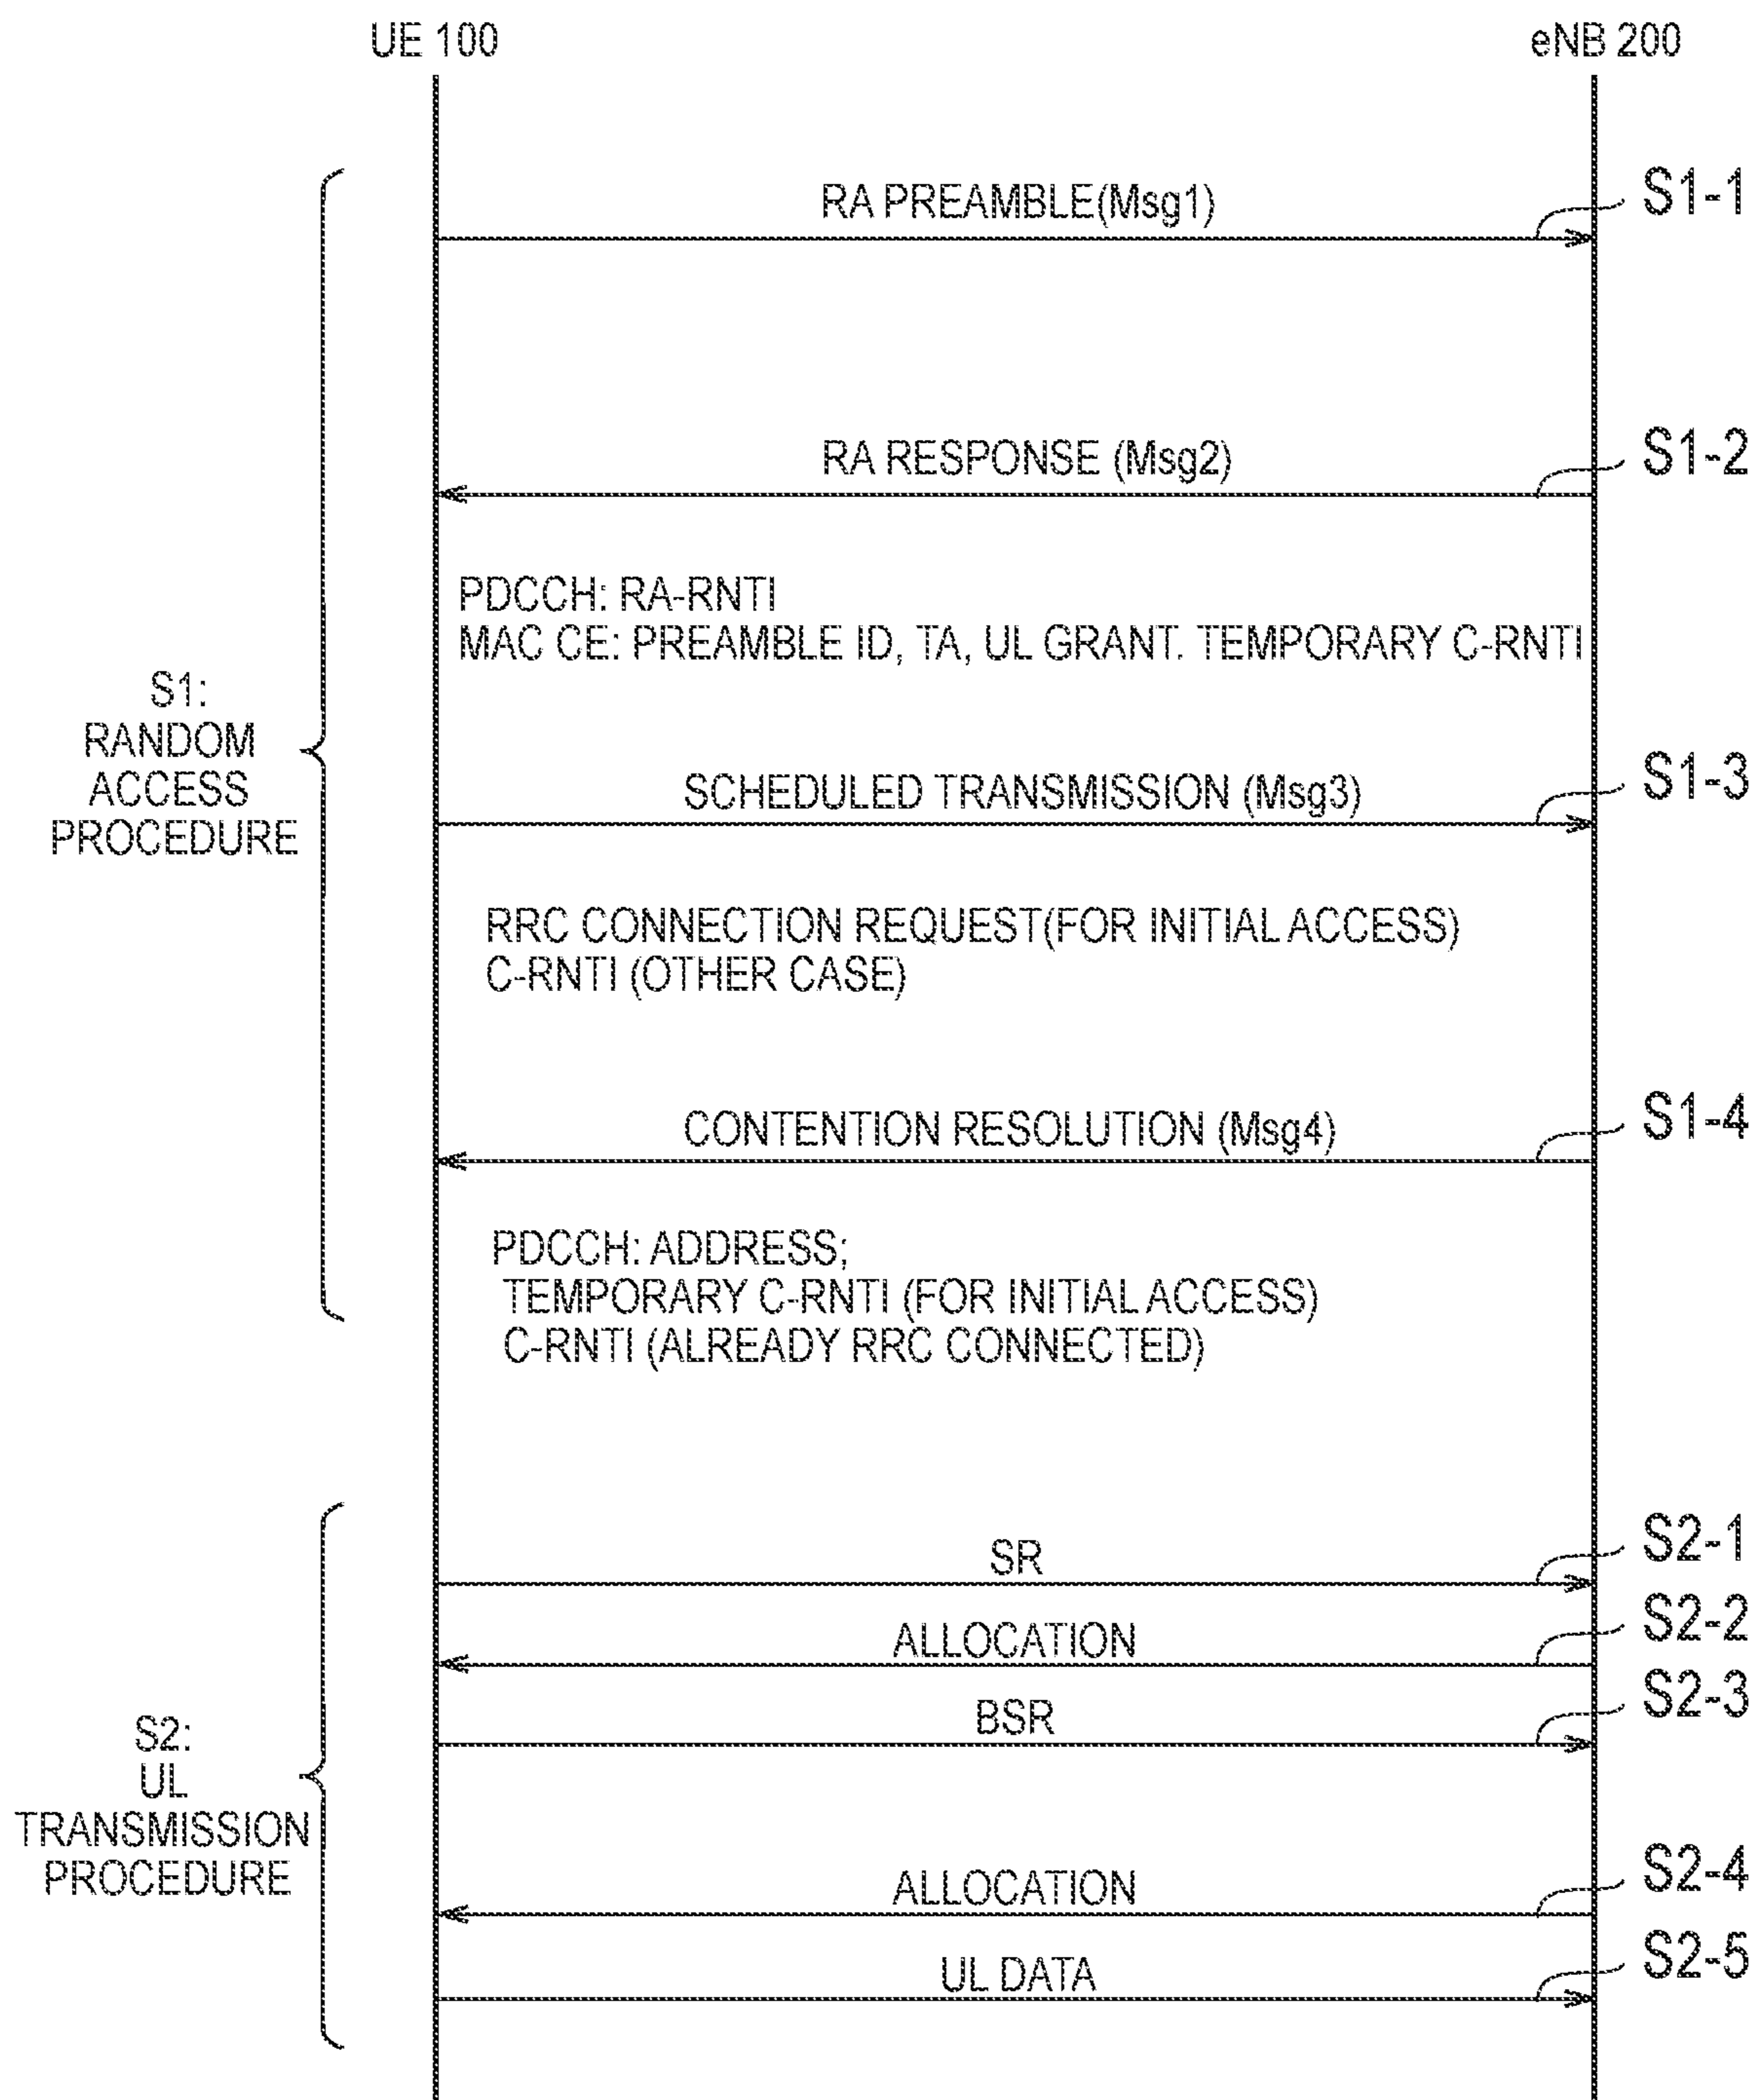 UE 100
eNB 200
RA PREAMBLE(Msg1)
S1-1
RA RESPONSE (Msg2)
S1-2
PDCCH: RA-RNTI
MAC CE: PREAMBLE ID, TA, UL GRANT. TEMPORARY C-RNTI
S1:
RANDOM
ACCESS
PROCEDURE
SCHEDULED TRANSMISSION (Msg3)
S1-3
RRC CONNECTION REQUEST(FOR INITIAL ACCESS)
C-RNTI (OTHER CASE)
CONTENTION RESOLUTION (Msg4)
S1-4
PDCCH: ADDRESS;
TEMPORARY C-RNTI (FOR INITIAL ACCESS)
C-RNTI (ALREADY RRC CONNECTED)
SR
S2-1
ALLOCATION
S2-2
BSR
S2-3
S2:
UL
TRANSMISSION
PROCEDURE
ALLOCATION
S2-4
UL DATA
S2-5